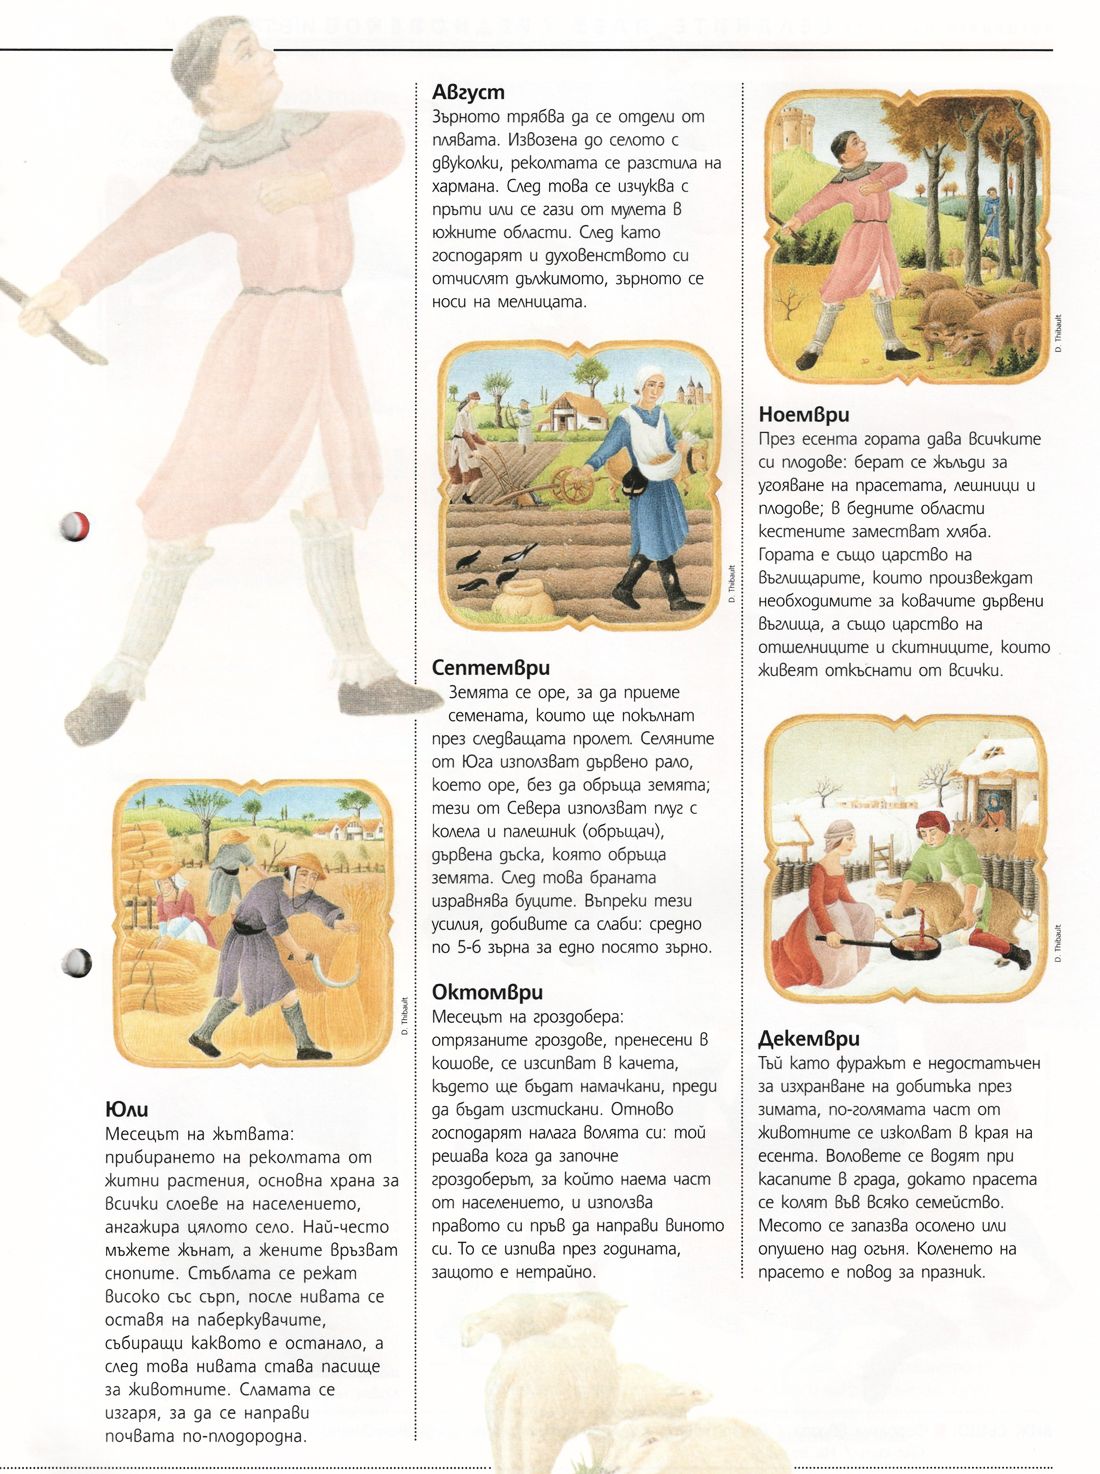 Юли
Месецът на жътвата:
прибирането на реколтата от
житни растения, основна храна за
всички слоеве на населението,
ангажира цялото село. Най-често
мъжете жънат, а жените връзват
снопите. Стъблата се режат
високо със сърп, после нивата се
оставя на паберкувачите,
събиращи каквото е останало, а
след това нивата става пасище
за животните. Сламата се
изгаря, за да се направи
почвата по-плодородна.
D. Thibault
Август
Зърното трябва да се отдели от
плявата. Извозена до селото с
двуколки, реколтата се разстила на
хармана. След това се изчуква с
пръти или се гази от мулета в
южните области. След като
господарят и духовенството си
отчислят дължимото, зърното се
носи на мелницата.
D. Thibault
Септември
Земята се оре, за да приеме
семената, които ще покълнат
през следващата пролет. Селяните
от Юга използват дървено рало,
което оре, без да обръща земята;
тези от Севера използват плуг с
колела и палешник (обръщач),
дървена дъска, която обръща
земята. След това браната
изравнява буците. Въпреки тези
усилия, добивите са слаби: средно
по 5-6 зърна за едно посято зърно.
Октомври
Месецът на гроздобера:
отрязаните гроздове, пренесени в
кошове, се изсипват в качета,
където ще бъдат намачкани, преди
да бъдат изстискани. Отново
господарят налага волята си: той
решава кога да започне
гроздоберът, за който наема част
от населението, и използва
правото си пръв да направи виното
си. То се изпива през годината,
защото е нетрайно.
D. Thibault
Ноември
През есента гората дава всичките
си плодове: берат се жълъди за
угояване на прасетата, лешници и
плодове; в бедните области
кестените заместват хляба.
Гората е също царство на
въглищарите, които произвеждат
необходимите за ковачите дървени
въглища, а също царство на
отшелниците и скитниците, които
живеят откъснати от всички.
D. Thibault
Декември
Тъй като фуражът е недостатъчен
за изхранване на добитъка през
зимата, по-голямата част от
животните се изколват в края на
есента. Воловете се водят при
касапите в града, докато прасета
се колят във всяко семейство.
Месото се запазва осолено или
опушено над огъня. Коленето на
прасето е повод за празник.